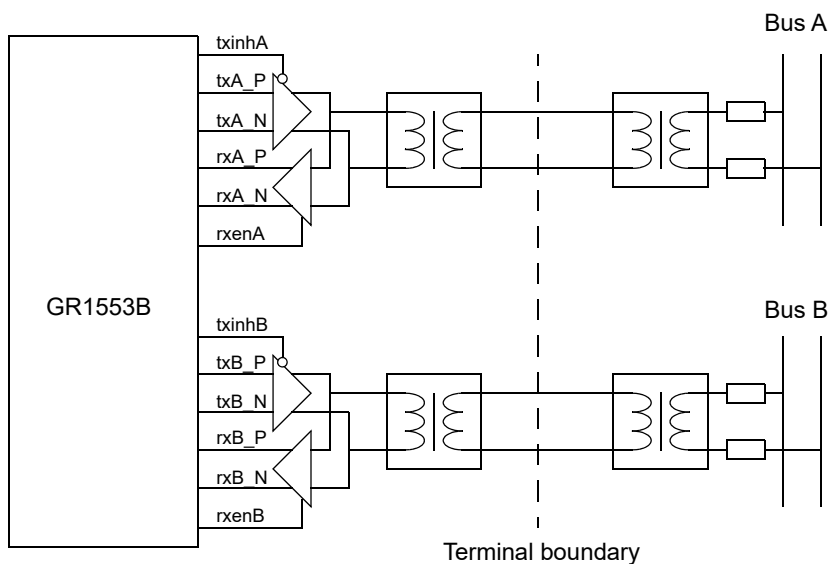 Bus A
txinhA
txA_P
txA_N
rxA_P
rxA_N
rxenA
GR1553B
Bus B
txinhB
txB_P
txB_N
rxB_P
rxB_N
rxenB
Terminal boundary